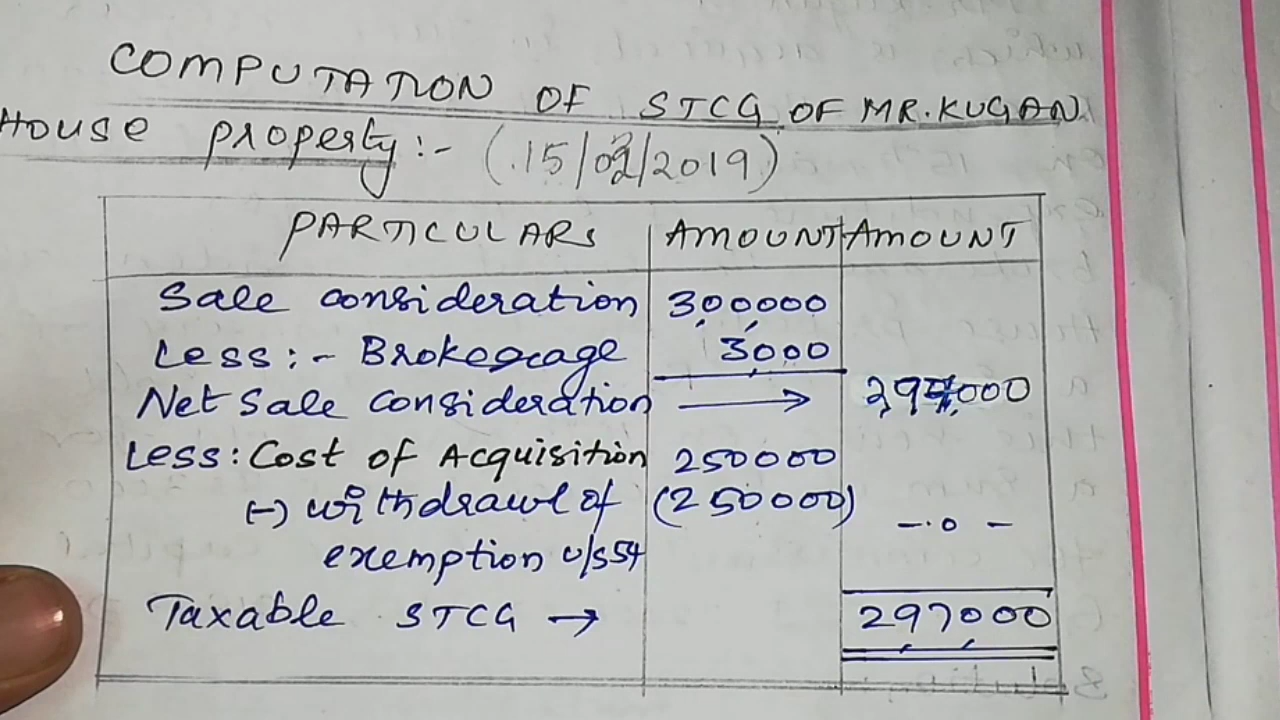 COMPUTATION OF STCG OF MR.KUGAN
House property:- (15/02/2019)
PARTICULARS AMOUNT AMOUNT
Sale consideration 300000
Less:- Brokerage 3000
Net Sale consideration → 297000
Less: Cost of Acquisition 250000
(-) withdrawl of (250000) - 0 -
exemption u/s54
Taxable STCG → 297000